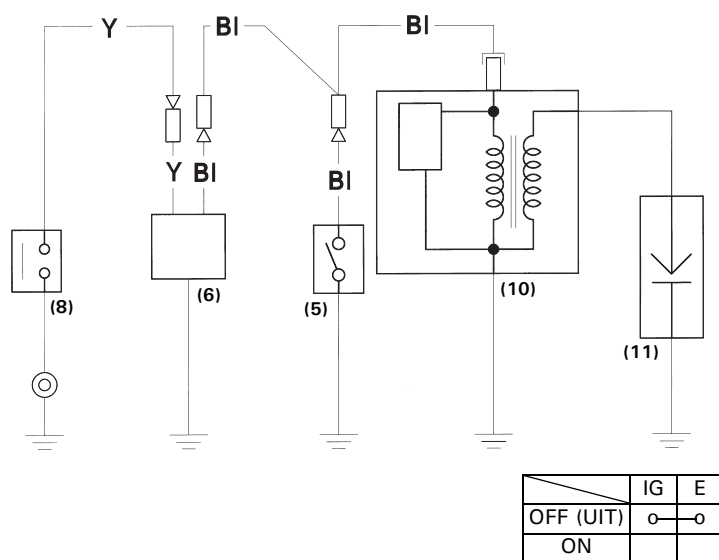 Y Bl Bl
Y Bl
Bl
(8) (6) (5) (10)
(11)
IG E
OFF (UIT) o o
ON